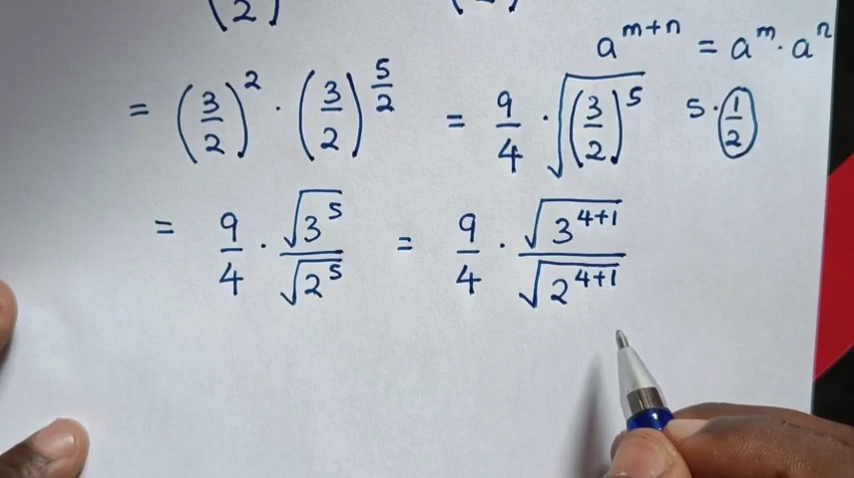 (2) ( )
a^{m+n} = a^m · a^n
= (3/2)^2 · (3/2)^{5/2} = 9/4 · √(3/2)^5 5 · (1/2)
= 9/4 · √3^5/√2^5 = 9/4 · √3^{4+1}/√2^{4+1}